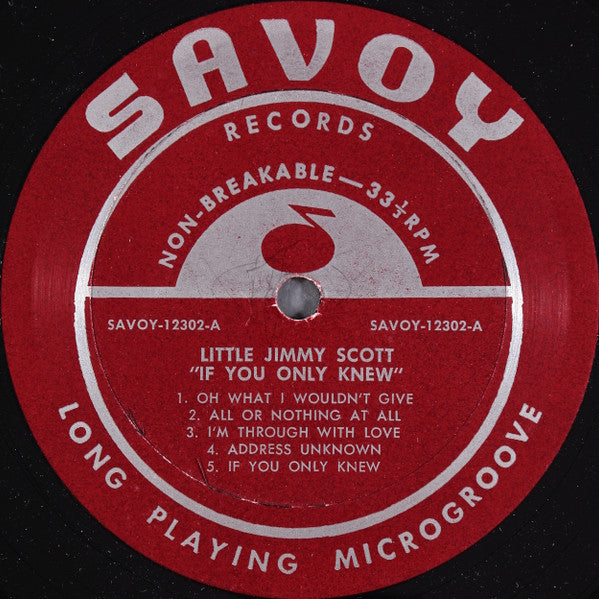 SAVOY
RECORDS
NON-BREAKABLE—33⅓RPM
SAVOY-12302-A
SAVOY-12302-A
LITTLE JIMMY SCOTT
"IF YOU ONLY KNEW"
1. OH WHAT I WOULDN'T GIVE
2. ALL OR NOTHING AT ALL
3. I'M THROUGH WITH LOVE
4. ADDRESS UNKNOWN
5. IF YOU ONLY KNEW
LONG PLAYING MICROGROOVE